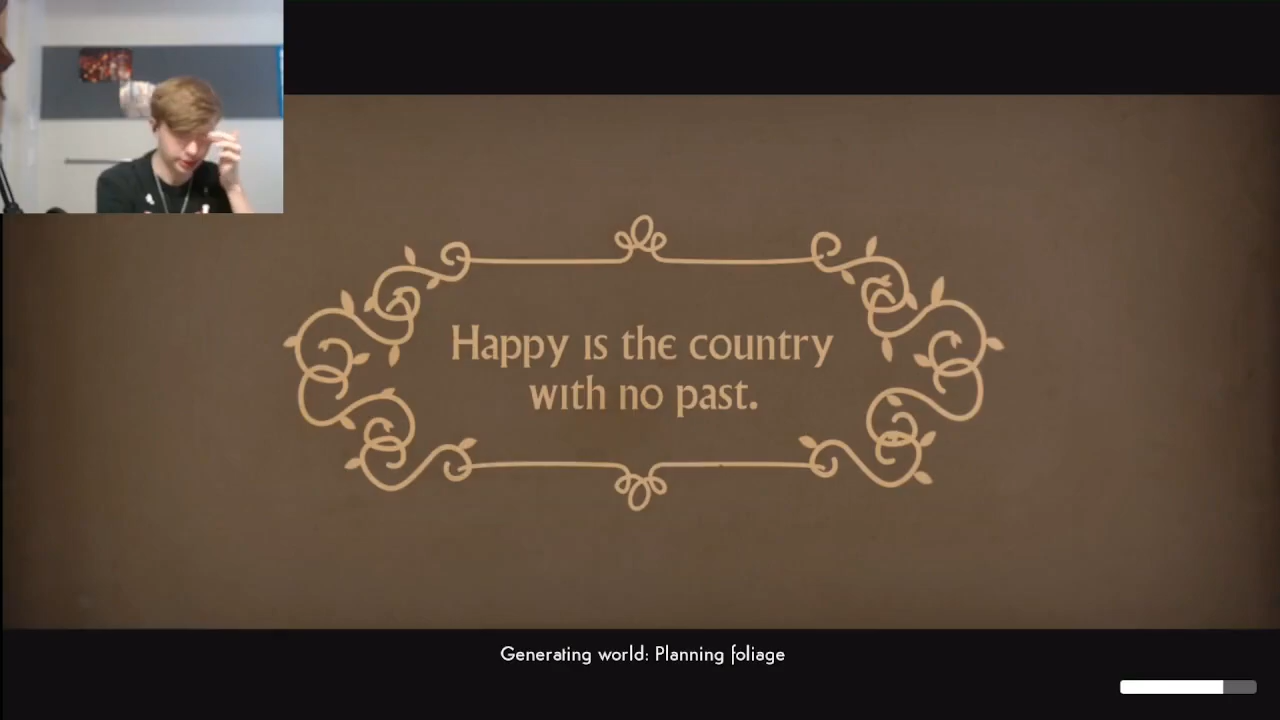 Happy is the country
with no past.
Generating world: Planning foliage